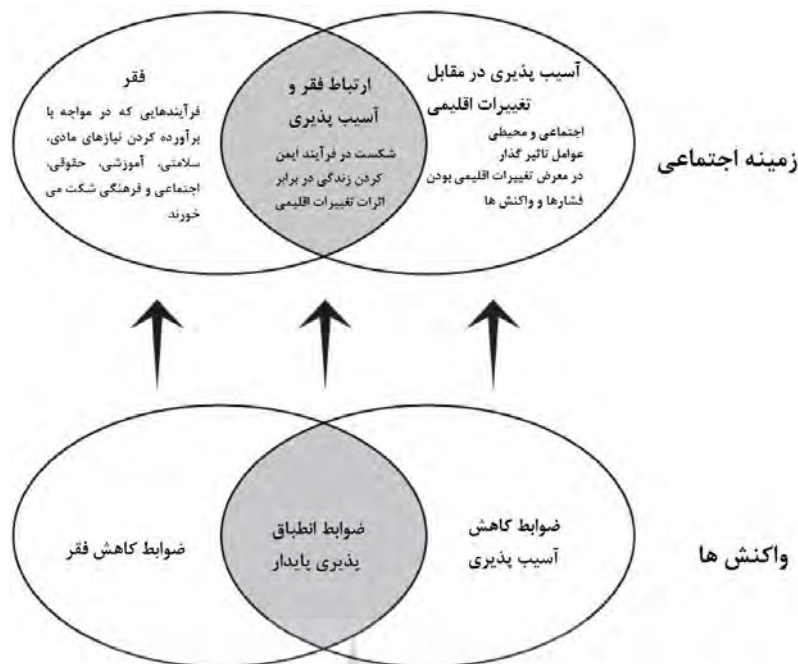 آسیب پذیری در مقابل
تغییرات اقلیمی
اجتماعی و محیطی
عوامل تاثیر گذار
در معرض تغییرات اقلیمی بودن
فشارها و واکنش ها
ارتباط فقر و
آسیب پذیری
شکست در فرآیند ایمن
کردن زندگی در برابر
اثرات تغییرات اقلیمی
فقر
فرآیندهایی که در مواجه با
برآورده کردن نیازهای مادی،
سلامتی، آموزشی، حقوقی،
اجتماعی و فرهنگی شکت می
خورند
زمینه اجتماعی
ضوابط کاهش
آسیب پذیری
ضوابط انطباق
پذیری پایدار
ضوابط کاهش فقر
واکنش ها